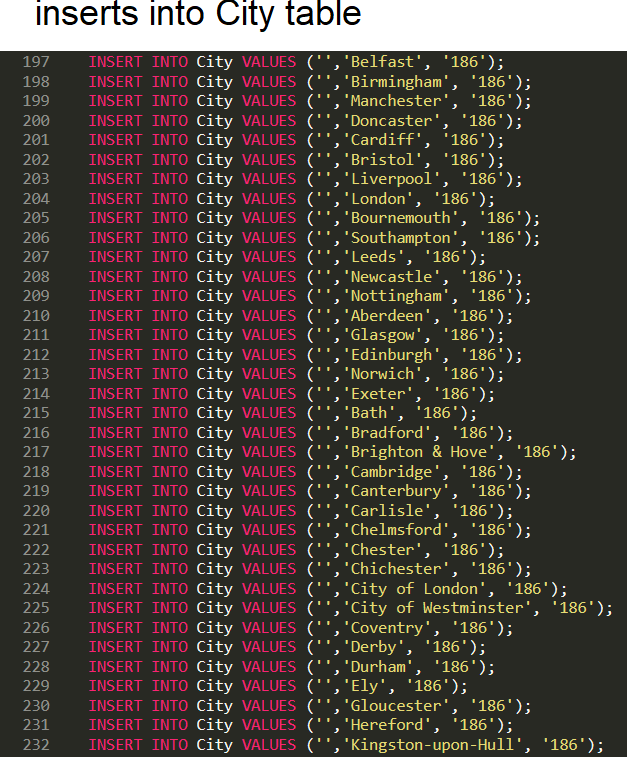 inserts into City table
197 INSERT INTO City VALUES ('','Belfast', '186');
198 INSERT INTO City VALUES ('','Birmingham', '186');
199 INSERT INTO City VALUES ('','Manchester', '186');
200 INSERT INTO City VALUES ('','Doncaster', '186');
201 INSERT INTO City VALUES ('','Cardiff', '186');
202 INSERT INTO City VALUES ('','Bristol', '186');
203 INSERT INTO City VALUES ('','Liverpool', '186');
204 INSERT INTO City VALUES ('','London', '186');
205 INSERT INTO City VALUES ('','Bournemouth', '186');
206 INSERT INTO City VALUES ('','Southampton', '186');
207 INSERT INTO City VALUES ('','Leeds', '186');
208 INSERT INTO City VALUES ('','Newcastle', '186');
209 INSERT INTO City VALUES ('','Nottingham', '186');
210 INSERT INTO City VALUES ('','Aberdeen', '186');
211 INSERT INTO City VALUES ('','Glasgow', '186');
212 INSERT INTO City VALUES ('','Edinburgh', '186');
213 INSERT INTO City VALUES ('','Norwich', '186');
214 INSERT INTO City VALUES ('','Exeter', '186');
215 INSERT INTO City VALUES ('','Bath', '186');
216 INSERT INTO City VALUES ('','Bradford', '186');
217 INSERT INTO City VALUES ('','Brighton & Hove', '186');
218 INSERT INTO City VALUES ('','Cambridge', '186');
219 INSERT INTO City VALUES ('','Canterbury', '186');
220 INSERT INTO City VALUES ('','Carlisle', '186');
221 INSERT INTO City VALUES ('','Chelmsford', '186');
222 INSERT INTO City VALUES ('','Chester', '186');
223 INSERT INTO City VALUES ('','Chichester', '186');
224 INSERT INTO City VALUES ('','City of London', '186');
225 INSERT INTO City VALUES ('','City of Westminster', '186');
226 INSERT INTO City VALUES ('','Coventry', '186');
227 INSERT INTO City VALUES ('','Derby', '186');
228 INSERT INTO City VALUES ('','Durham', '186');
229 INSERT INTO City VALUES ('','Ely', '186');
230 INSERT INTO City VALUES ('','Gloucester', '186');
231 INSERT INTO City VALUES ('','Hereford', '186');
232 INSERT INTO City VALUES ('','Kingston-upon-Hull', '186');